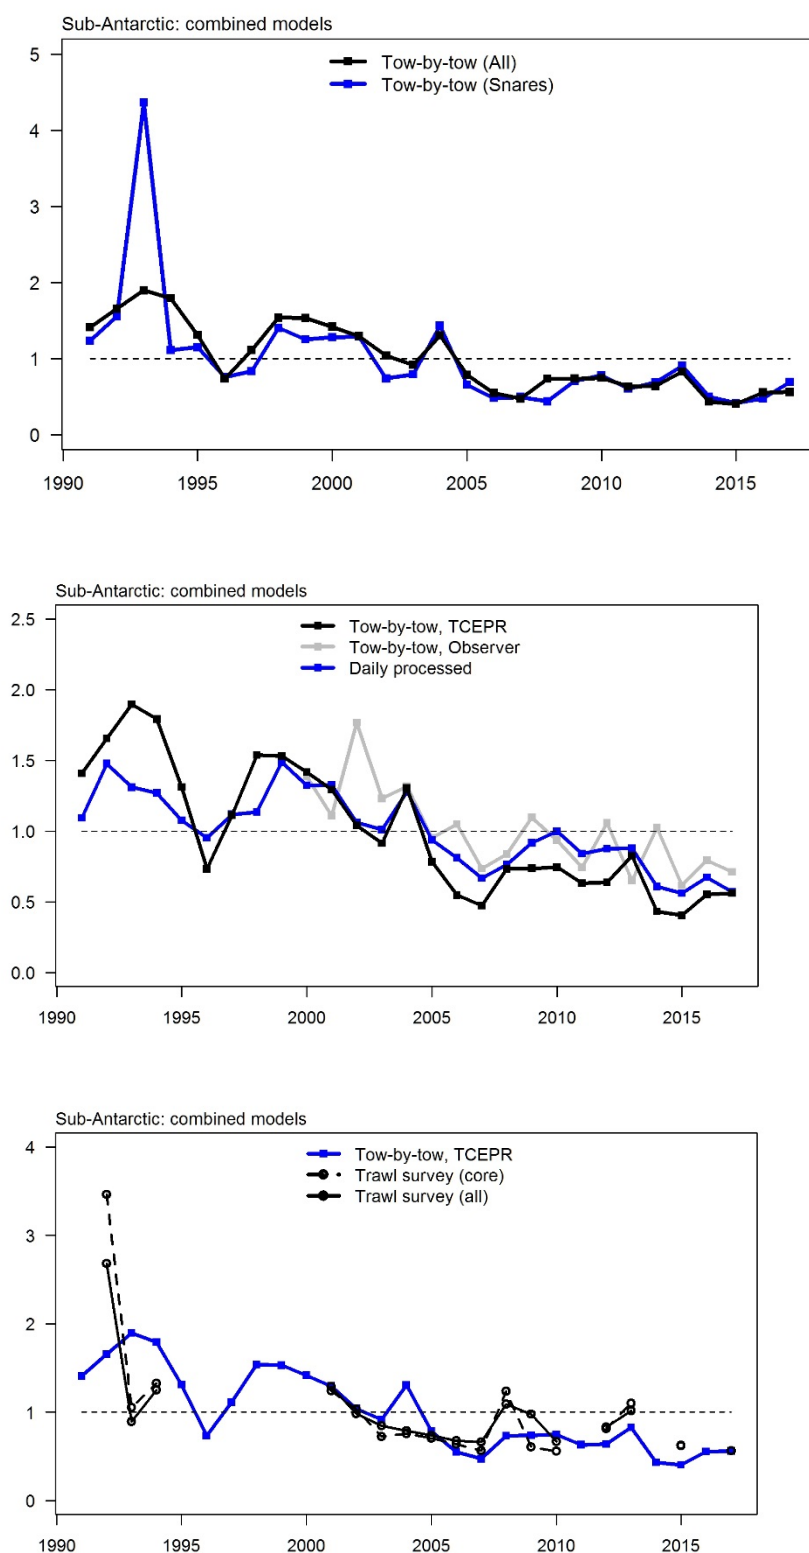 Sub-Antarctic: combined models
5
4
3
2
1
0
Tow-by-tow (All)
Tow-by-tow (Snares)
1990 1995 2000 2005 2010 2015
Sub-Antarctic: combined models
2.5
2.0
1.5
1.0
0.5
0.0
Tow-by-tow, TCEPR
Tow-by-tow, Observer
Daily processed
1990 1995 2000 2005 2010 2015
Sub-Antarctic: combined models
4
3
2
1
0
Tow-by-tow, TCEPR
Trawl survey (core)
Trawl survey (all)
1990 1995 2000 2005 2010 2015